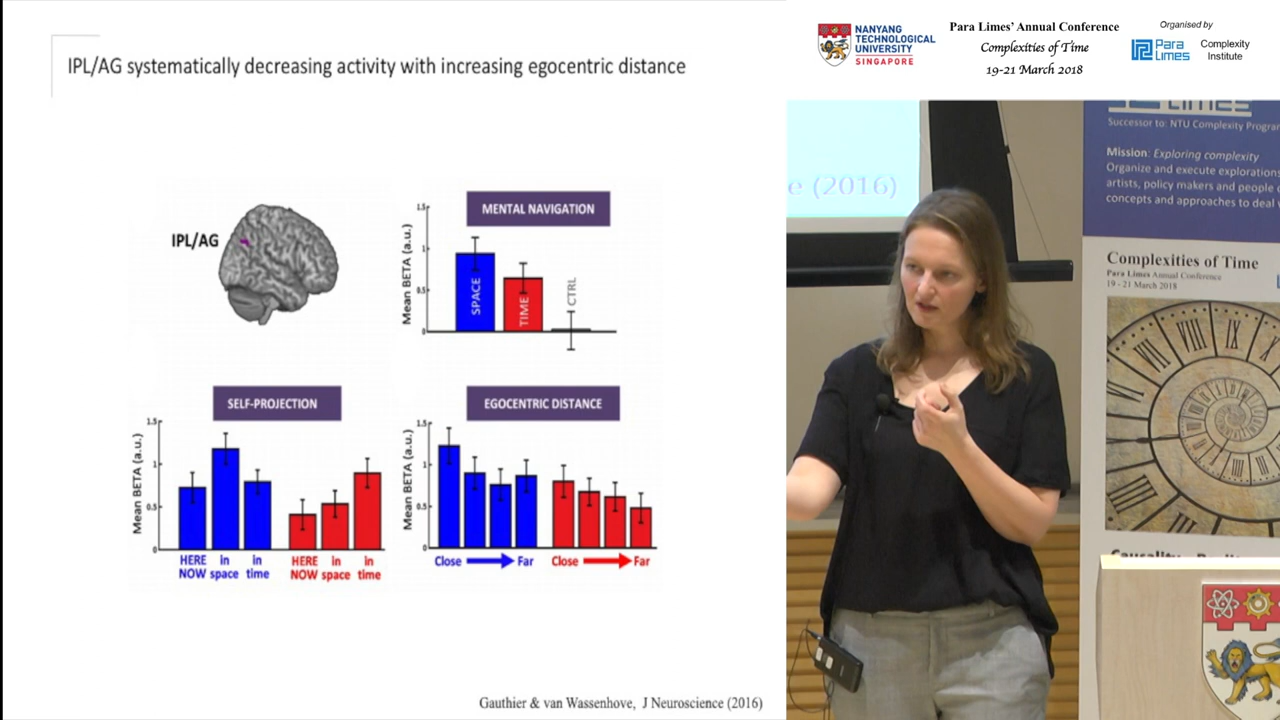 IPL/AG systematically decreasing activity with increasing egocentric distance
IPL/AG
MENTAL NAVIGATION
Mean BETA (a.u.)
1.5
1
0.5
0
SPACE
TIME
CTRL
SELF-PROJECTION
Mean BETA (a.u.)
1.5
1
0.5
0
HERE NOW
in space
in time
HERE NOW
in space
in time
EGOCENTRIC DISTANCE
Mean BETA (a.u.)
1.5
1
0.5
0
Close
Far
Close
Far
Gauthier & van Wassenhove, J Neuroscience (2016)
NANYANG
TECHNOLOGICAL
UNIVERSITY
SINGAPORE
Para Limes' Annual Conference
Complexities of Time
19-21 March 2018
Organised by
Para
Limes
Complexity
Institute
e (2016)
Successor to: NTU Complexity Program
Mission: Exploring complexity
Organize and execute explorations
artists, policy makers and people
concepts and approaches to deal
Complexities of Time
Para Limes Annual Conference
19 - 21 March 2018
VII
VIII
IX
X